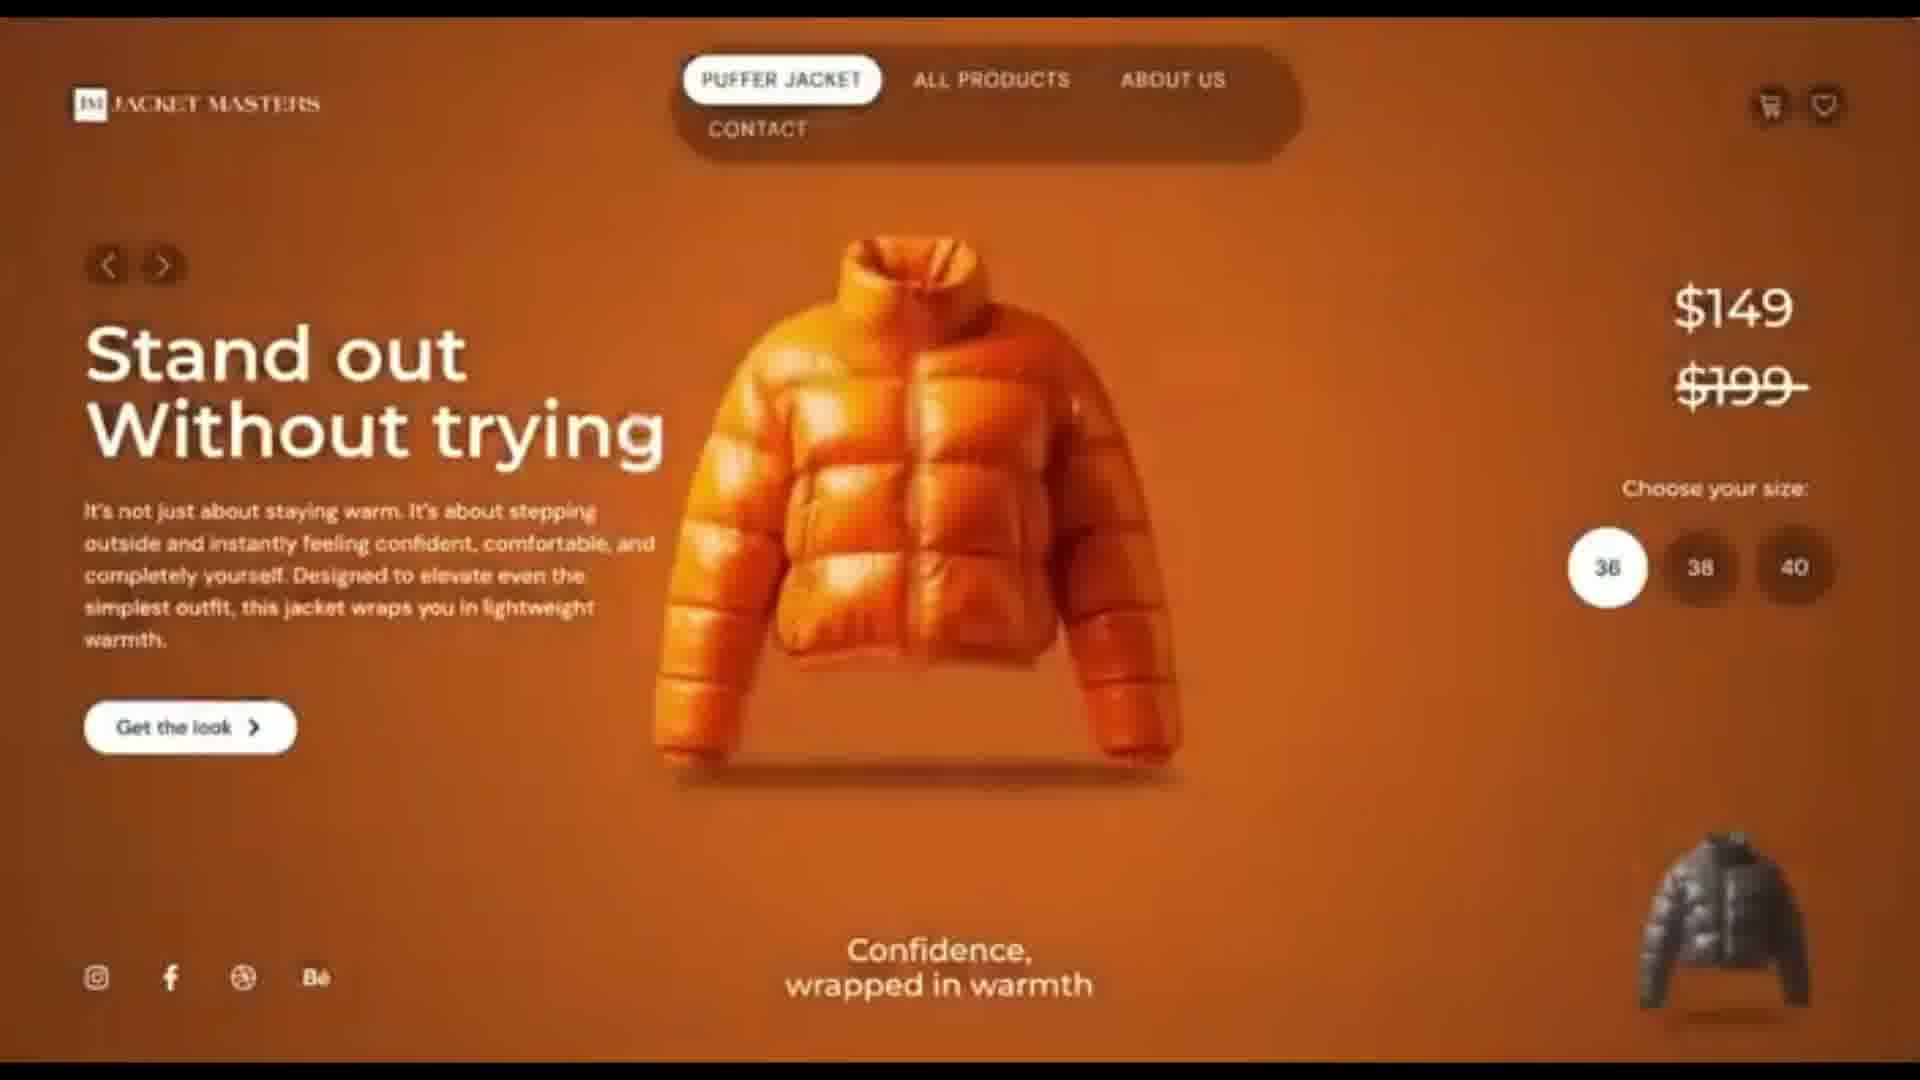 JM JACKET MASTERS
PUFFER JACKET ALL PRODUCTS ABOUT US
CONTACT
Stand out
Without trying
It's not just about staying warm. It's about stepping
outside and instantly feeling confident, comfortable, and
completely yourself. Designed to elevate even the
simplest outfit, this jacket wraps you in lightweight
warmth.
Get the look
$149
$199
Choose your size:
36 38 40
Confidence,
wrapped in warmth
Bē